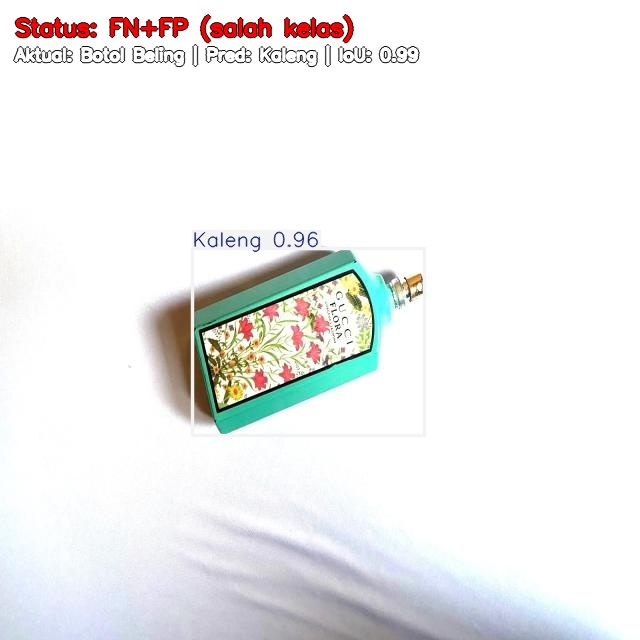 Status: FN+FP (salah kelas)
Aktual: Botol Beling | Pred: Kaleng | IoU: 0.99
Kaleng 0.96
GUCCI
FLORA